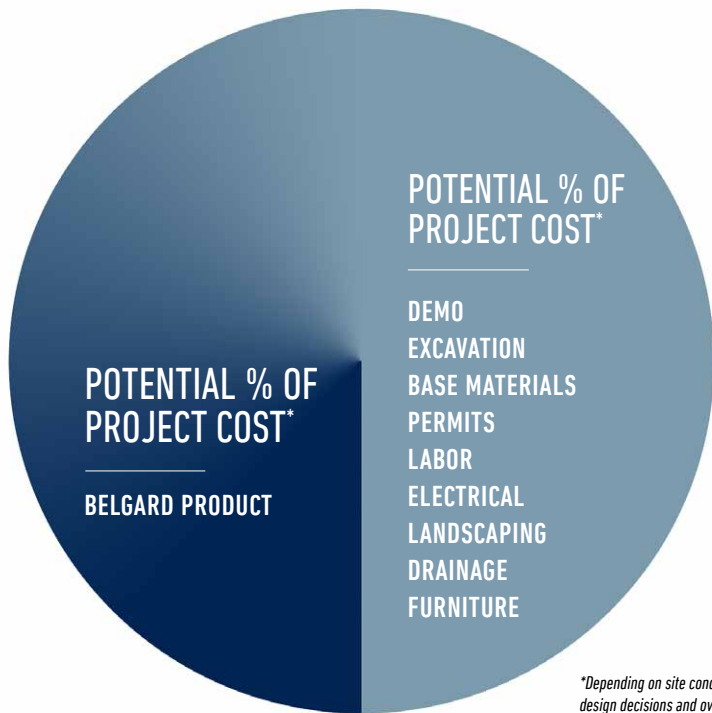 POTENTIAL % OF
PROJECT COST*
BELGARD PRODUCT
POTENTIAL % OF
PROJECT COST*
DEMO
EXCAVATION
BASE MATERIALS
PERMITS
LABOR
ELECTRICAL
LANDSCAPING
DRAINAGE
FURNITURE
*Depending on site
design decisions and